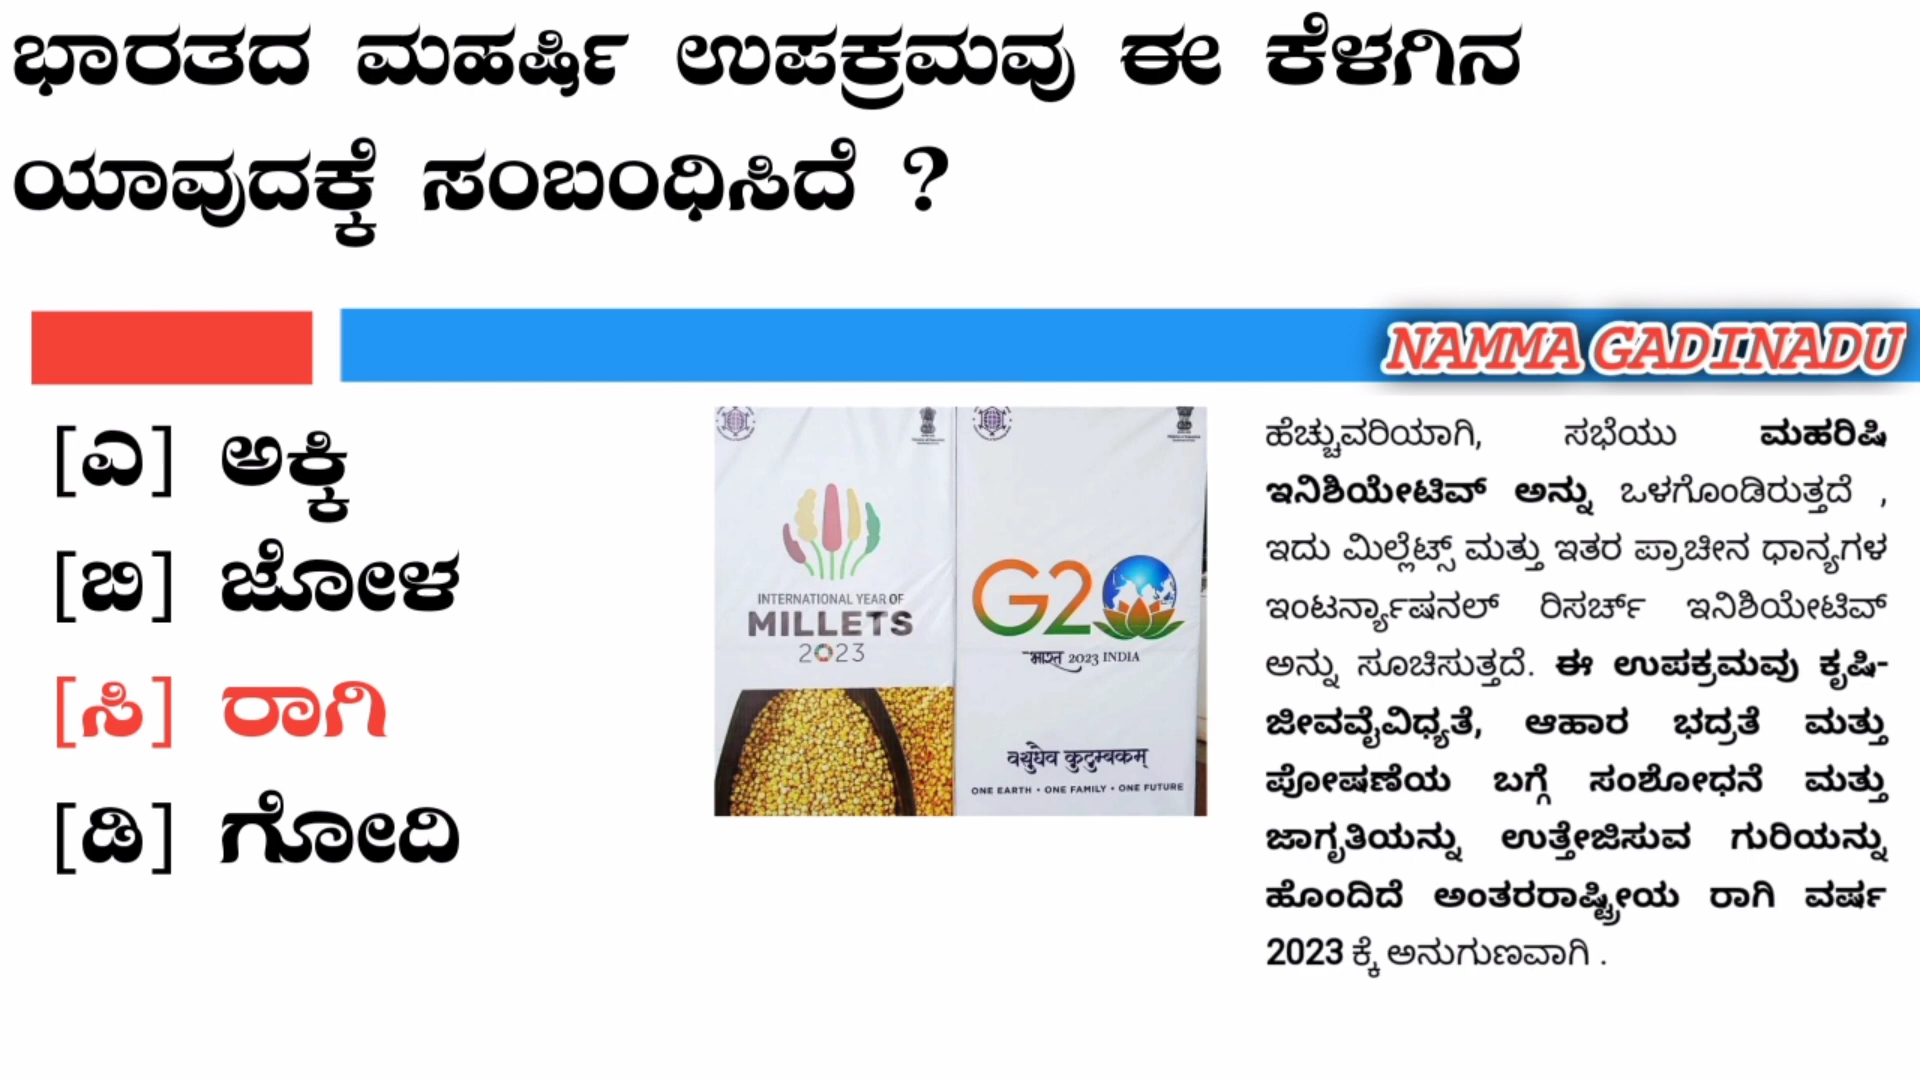 ಭಾರತದ ಮಹರ್ಷಿ ಉಪಕ್ರಮವು ಈ ಕೆಳಗಿನ
ಯಾವುದಕ್ಕೆ ಸಂಬಂಧಿಸಿದೆ ?
NAMMA GADINADU
[ಎ] ಅಕ್ಕಿ
[ಬಿ] ಜೋಳ
[ಸಿ] ರಾಗಿ
[ಡಿ] ಗೋದಿ
INTERNATIONAL YEAR OF
MILLETS
2023
G20
भारत 2023 INDIA
वसुधैव कुटुम्बकम्
ONE EARTH • ONE FAMILY • ONE FUTURE
ಹೆಚ್ಚುವರಿಯಾಗಿ, ಸಭೆಯು ಮಹರಿಷಿ
ಇನಿಶಿಯೇಟಿವ್ ಅನ್ನು ಒಳಗೊಂಡಿರುತ್ತದೆ ,
ಇದು ಮಿಲ್ಲೆಟ್ಸ್ ಮತ್ತು ಇತರ ಪ್ರಾಚೀನ ಧಾನ್ಯಗಳ
ಇಂಟರ್ನ್ಯಾಷನಲ್ ರಿಸರ್ಚ್ ಇನಿಶಿಯೇಟಿವ್
ಅನ್ನು ಸೂಚಿಸುತ್ತದೆ. ಈ ಉಪಕ್ರಮವು ಕೃಷಿ-
ಜೀವವೈವಿಧ್ಯತೆ, ಆಹಾರ ಭದ್ರತೆ ಮತ್ತು
ಪೋಷಣೆಯ ಬಗ್ಗೆ ಸಂಶೋಧನೆ ಮತ್ತು
ಜಾಗೃತಿಯನ್ನು ಉತ್ತೇಜಿಸುವ ಗುರಿಯನ್ನು
ಹೊಂದಿದೆ ಅಂತರರಾಷ್ಟ್ರೀಯ ರಾಗಿ ವರ್ಷ
2023 ಕ್ಕೆ ಅನುಗುಣವಾಗಿ .